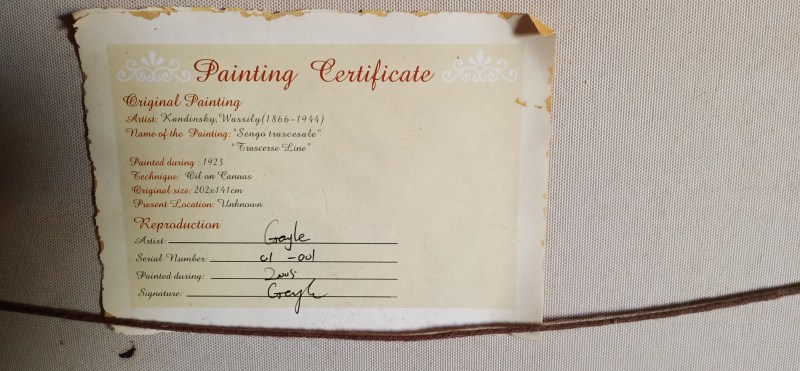 Painting Certificate
Original Painting
Artist: Kandinsky, Wassily (1866-1944)
Name of the Painting: "Sengo trascesale"
"Trascerse Line"
Painted during : 1923
Technique: Oil on Canvas
Original size: 202x141cm
Present Location: Unknown
Reproduction
Artist: Gayle
Serial Number: 01 -001
Painted during: 2005
Signature: Gayle